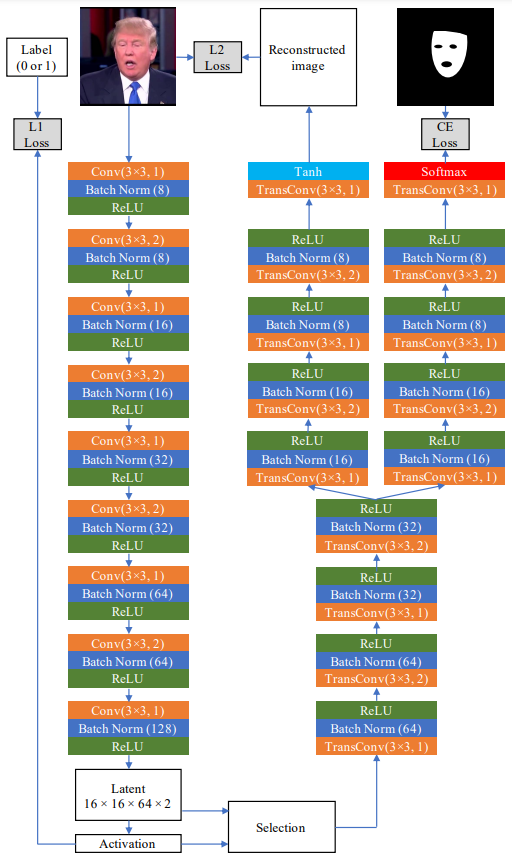 Label
(0 or 1)
L1
Loss
L2
Loss
Reconstructed
image
CE
Loss
Conv(3×3, 1)
Batch Norm (8)
ReLU
Conv(3×3, 2)
Batch Norm (8)
ReLU
Conv(3×3, 1)
Batch Norm (16)
ReLU
Conv(3×3, 2)
Batch Norm (16)
ReLU
Conv(3×3, 1)
Batch Norm (32)
ReLU
Conv(3×3, 2)
Batch Norm (32)
ReLU
Conv(3×3, 1)
Batch Norm (64)
ReLU
Conv(3×3, 2)
Batch Norm (64)
ReLU
Conv(3×3, 1)
Batch Norm (128)
ReLU
Latent
16 × 16 × 64 × 2
Activation
Selection
Tanh
TransConv(3×3, 1)
ReLU
Batch Norm (8)
TransConv(3×3, 2)
ReLU
Batch Norm (8)
TransConv(3×3, 1)
ReLU
Batch Norm (16)
TransConv(3×3, 2)
ReLU
Batch Norm (16)
TransConv(3×3, 1)
Softmax
TransConv(3×3, 1)
ReLU
Batch Norm (8)
TransConv(3×3, 2)
ReLU
Batch Norm (8)
TransConv(3×3, 1)
ReLU
Batch Norm (16)
TransConv(3×3, 2)
ReLU
Batch Norm (16)
TransConv(3×3, 1)
ReLU
Batch Norm (32)
TransConv(3×3, 2)
ReLU
Batch Norm (32)
TransConv(3×3, 1)
ReLU
Batch Norm (64)
TransConv(3×3, 2)
ReLU
Batch Norm (64)
TransConv(3×3, 1)